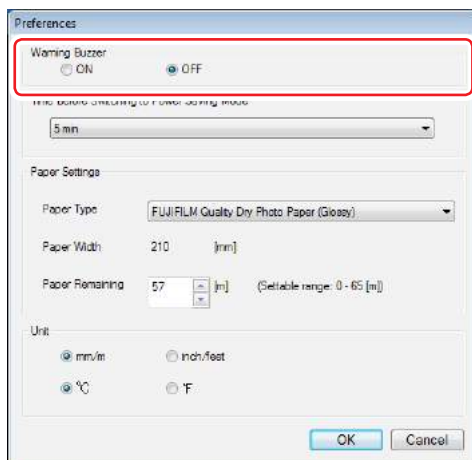 Preferences
Warning Buzzer
ON OFF
Time Before Switching to Power Saving Mode
5 min
Paper Settings
Paper Type FUJIFILM Quality Dry Photo Paper (Glossy)
Paper Width 210 [mm]
Paper Remaining 57 [m] (Settable range: 0 - 65 [m])
Unit
mm/m inch/feet
°C °F
OK Cancel